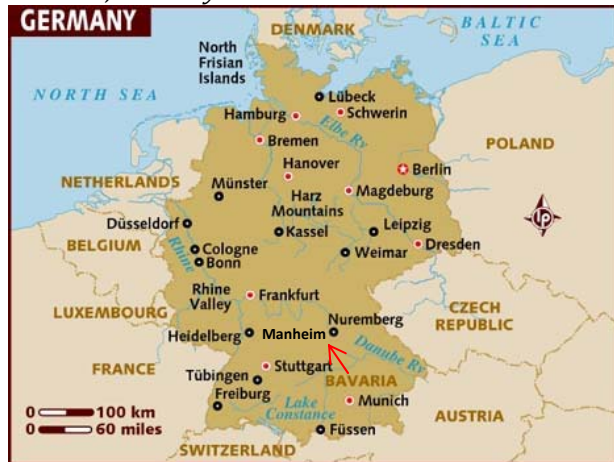 GERMANY
DENMARK
BALTIC
SEA
North
Frisian
Islands
NORTH SEA
Lübeck
Hamburg
Schwerin
Elbe Rv
Bremen
POLAND
Hanover
Berlin
NETHERLANDS
Münster
Magdeburg
Harz
Mountains
Düsseldorf
Kassel
Leipzig
BELGIUM
Cologne
Weimar
Dresden
Bonn
Rhine
Rhine
Valley
Frankfurt
LUXEMBOURG
CZECH
REPUBLIC
Nuremberg
Heidelberg
Manheim
Danube Rv
FRANCE
Stuttgart
Tübingen
BAVARIA
Freiburg
Lake
Constance
Munich
AUSTRIA
0 100 km
0 60 miles
Füssen
SWITZERLAND
lp